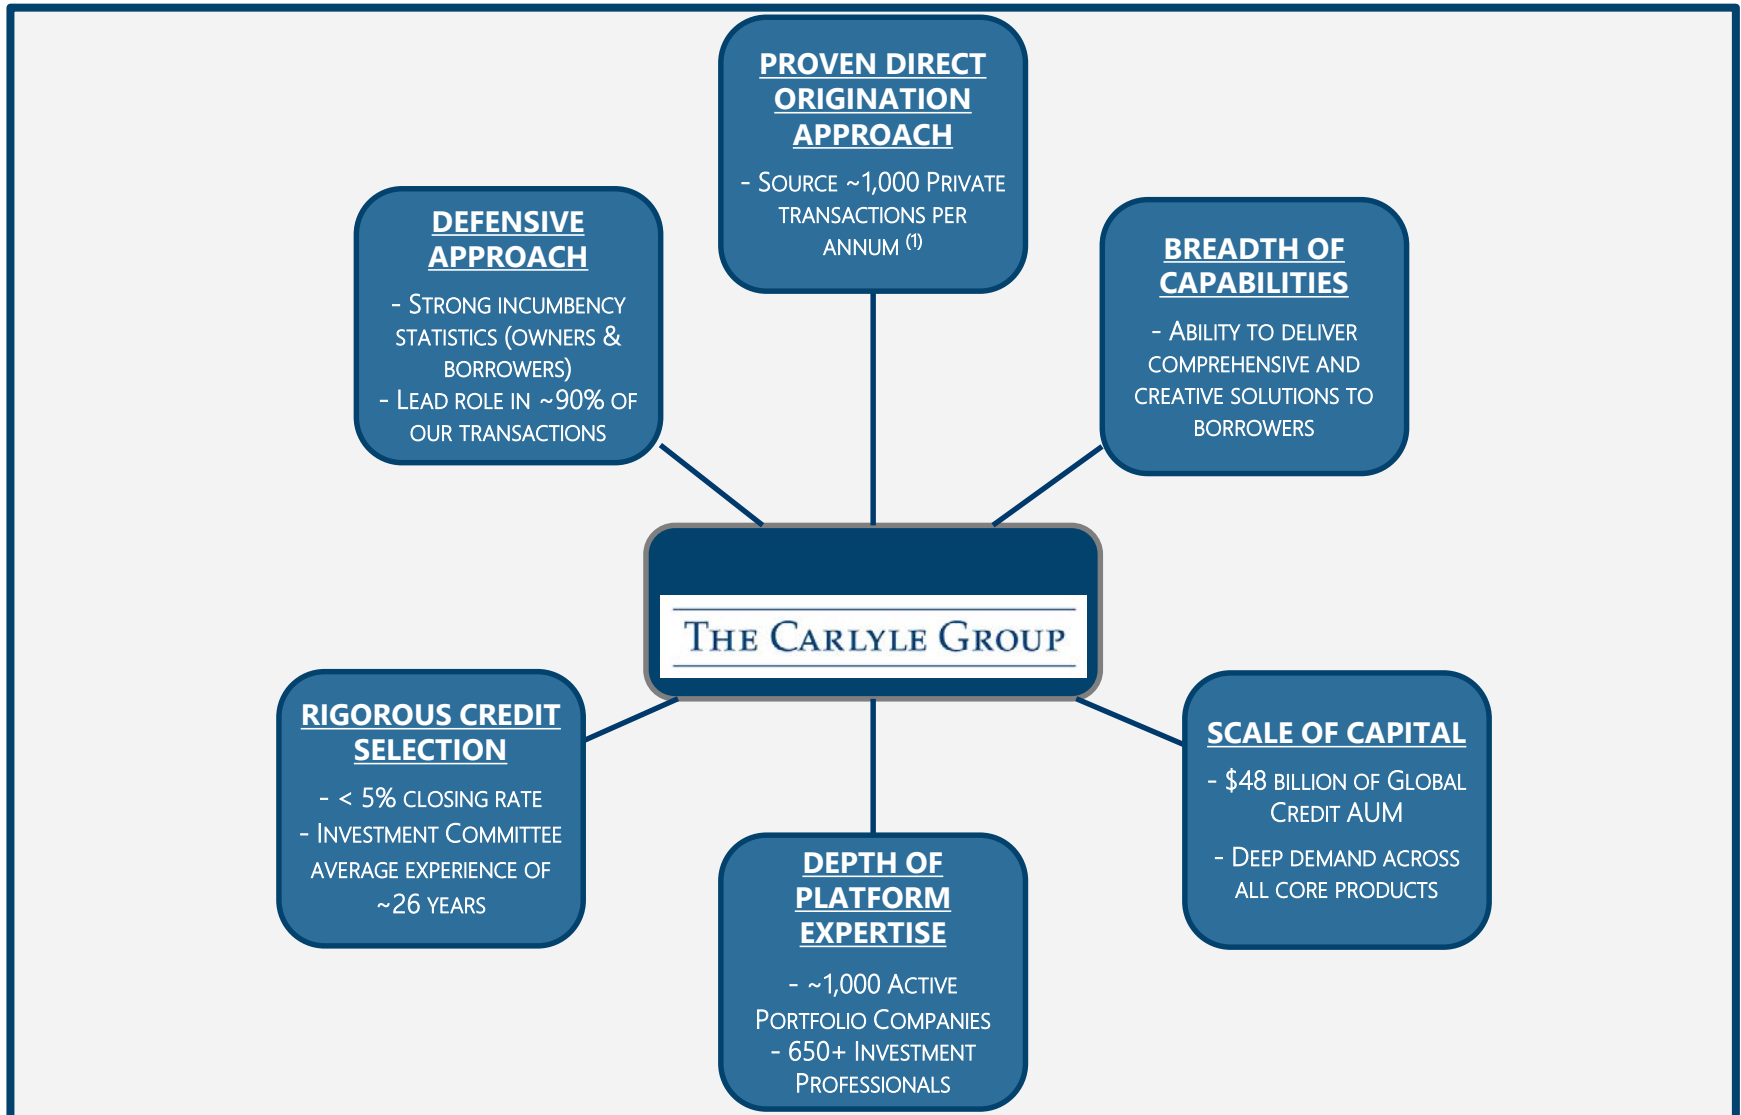 PROVEN DIRECT
ORIGINATION
APPROACH
- SOURCE ~1,000 PRIVATE
TRANSACTIONS PER
ANNUM (1)
DEFENSIVE
APPROACH
- STRONG INCUMBENCY
STATISTICS (OWNERS &
BORROWERS)
- LEAD ROLE IN ~90% OF
OUR TRANSACTIONS
BREADTH OF
CAPABILITIES
- ABILITY TO DELIVER
COMPREHENSIVE AND
CREATIVE SOLUTIONS TO
BORROWERS
THE CARLYLE GROUP
RIGOROUS CREDIT
SELECTION
- < 5% CLOSING RATE
- INVESTMENT COMMITTEE
AVERAGE EXPERIENCE OF
~26 YEARS
DEPTH OF
PLATFORM
EXPERTISE
- ~1,000 ACTIVE
PORTFOLIO COMPANIES
- 650+ INVESTMENT
PROFESSIONALS
SCALE OF CAPITAL
- $48 BILLION OF GLOBAL
CREDIT AUM
- DEEP DEMAND ACROSS
ALL CORE PRODUCTS